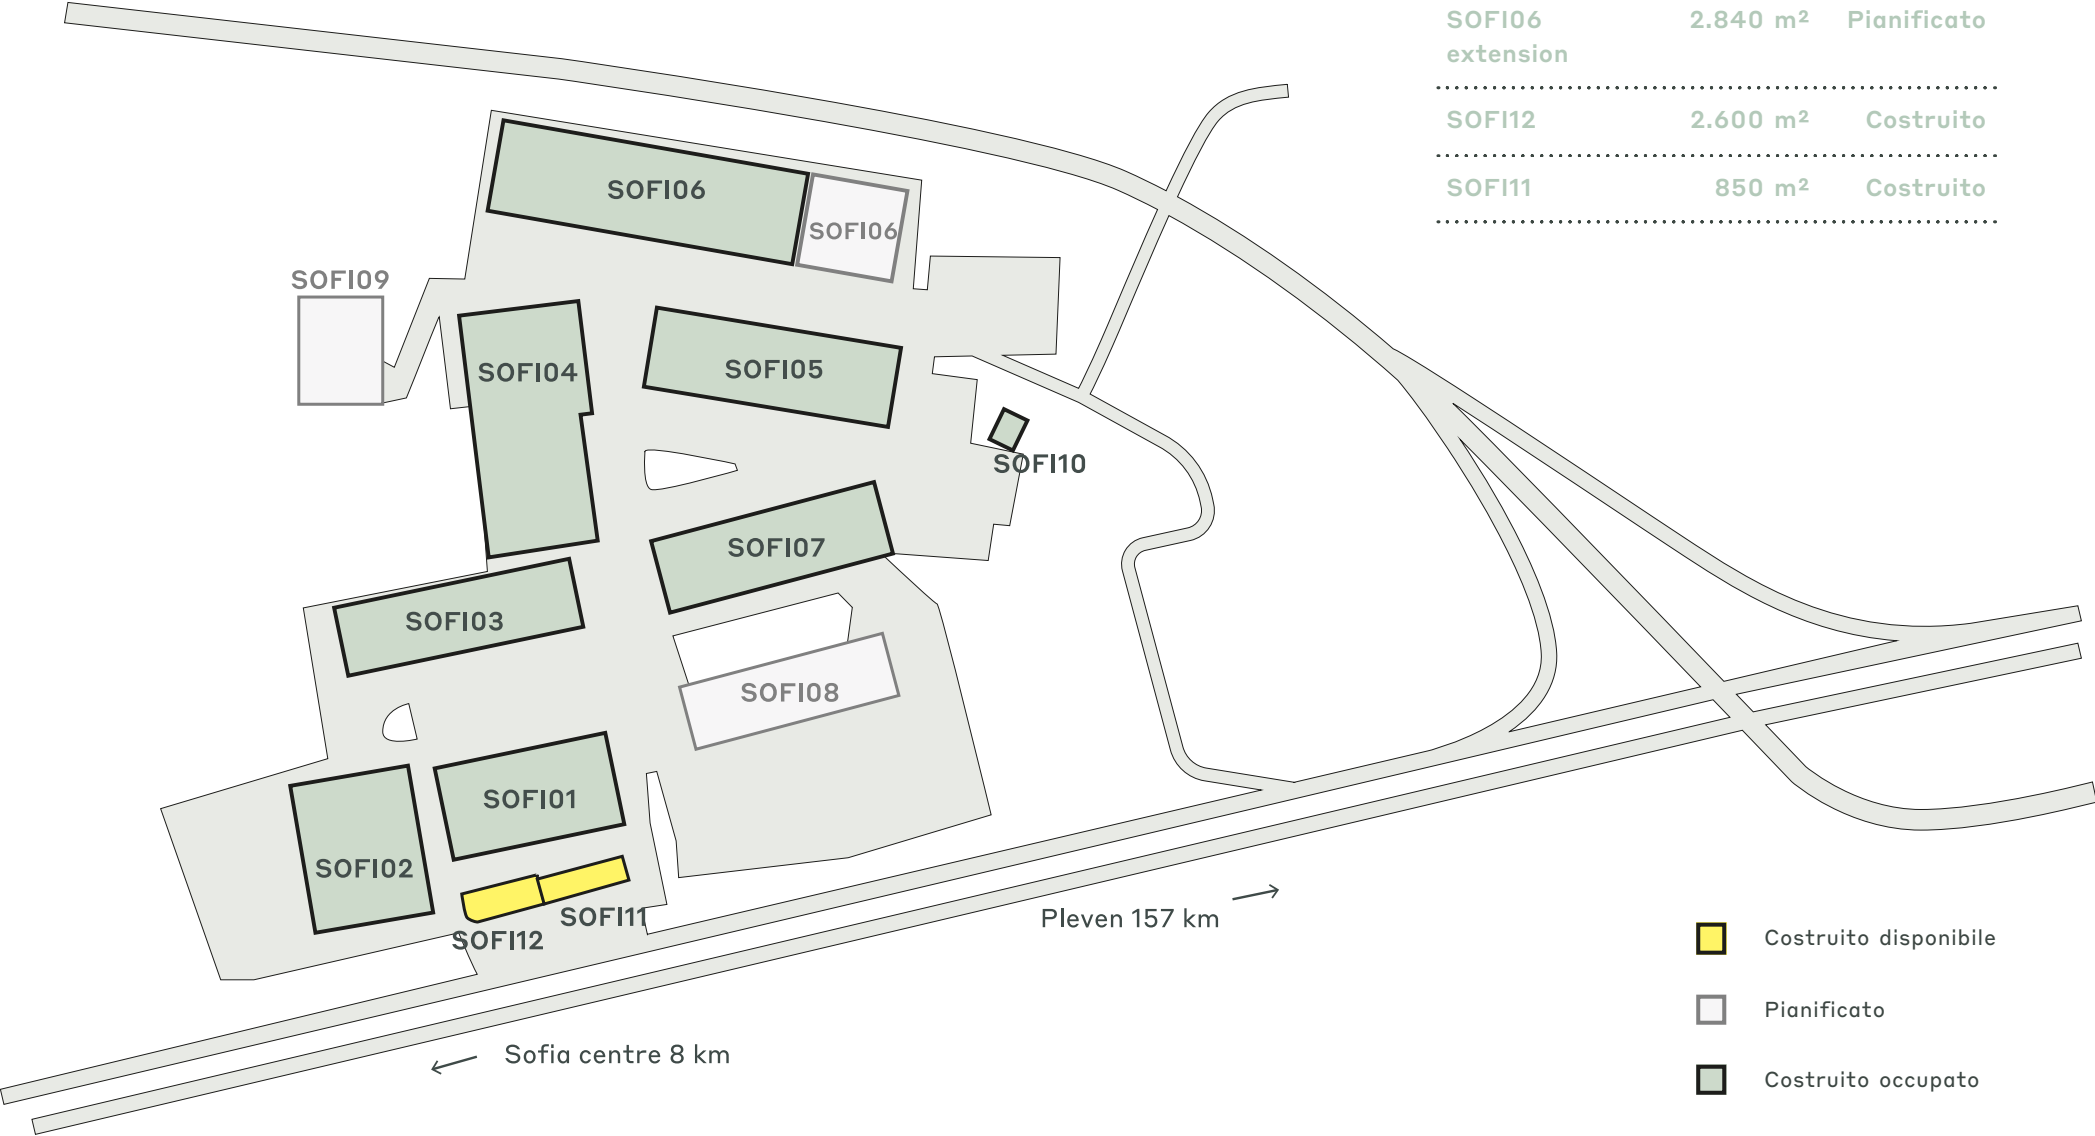 SOFI06 2.840 m² Pianificato
extension
SOFI12 2.600 m² Costruito
SOFI11 850 m² Costruito
SOFI06
SOFI06
SOFI09
SOFI04
SOFI05
SOFI10
SOFI07
SOFI03
SOFI08
SOFI01
SOFI02
SOFI11
SOFI12
Pleven 157 km
Sofia centre 8 km
Costruito disponibile
Pianificato
Costruito occupato